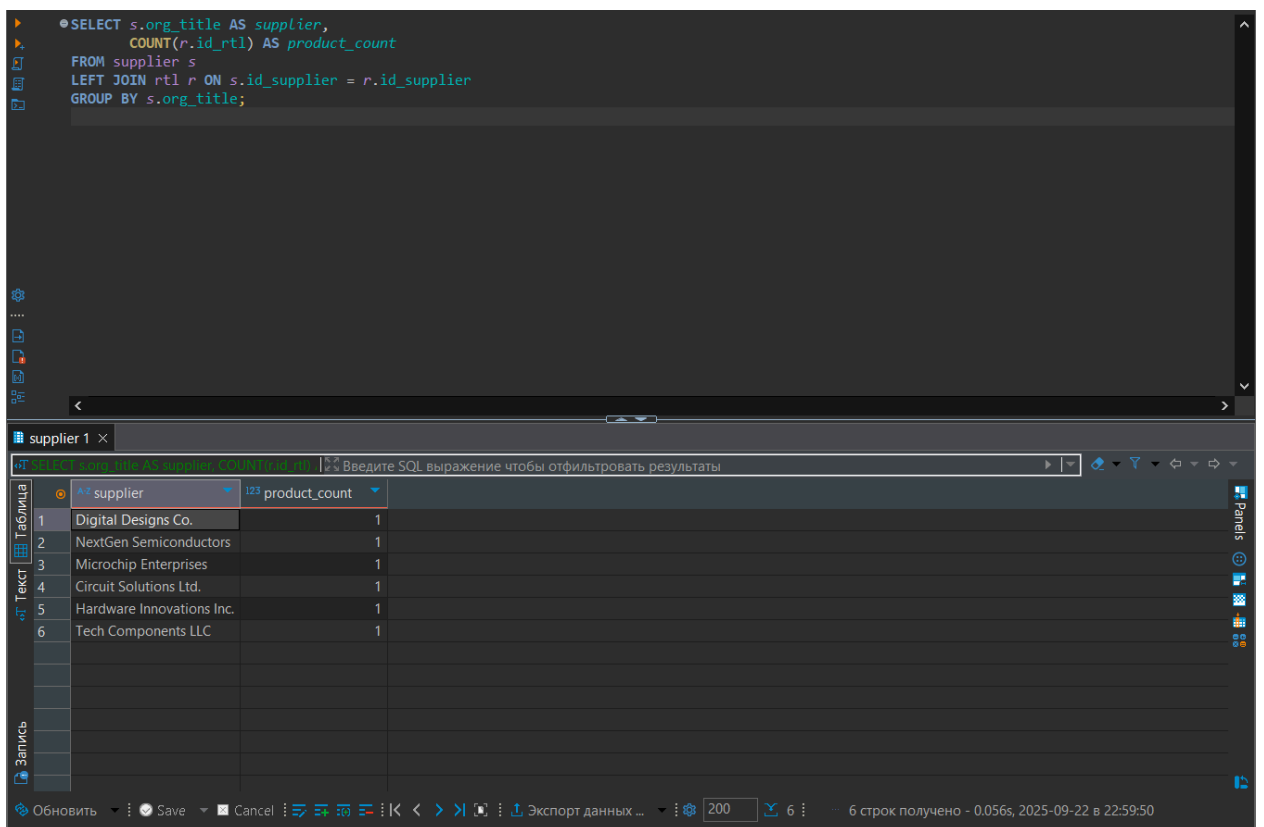 SELECT s.org_title AS supplier,
COUNT(r.id_rtl) AS product_count
FROM supplier s
LEFT JOIN rtl r ON s.id_supplier = r.id_supplier
GROUP BY s.org_title;
supplier 1
SELECT s.org_title AS supplier, COUNT(r.id_rtl) Введите SQL выражение чтобы отфильтровать результаты
Таблица
Текст
Запись
AZ supplier 123 product_count
1 Digital Designs Co. 1
2 NextGen Semiconductors 1
3 Microchip Enterprises 1
4 Circuit Solutions Ltd. 1
5 Hardware Innovations Inc. 1
6 Tech Components LLC 1
Panels
Обновить Save Cancel Экспорт данных ... 200 6 6 строк получено - 0.056s, 2025-09-22 в 22:59:50